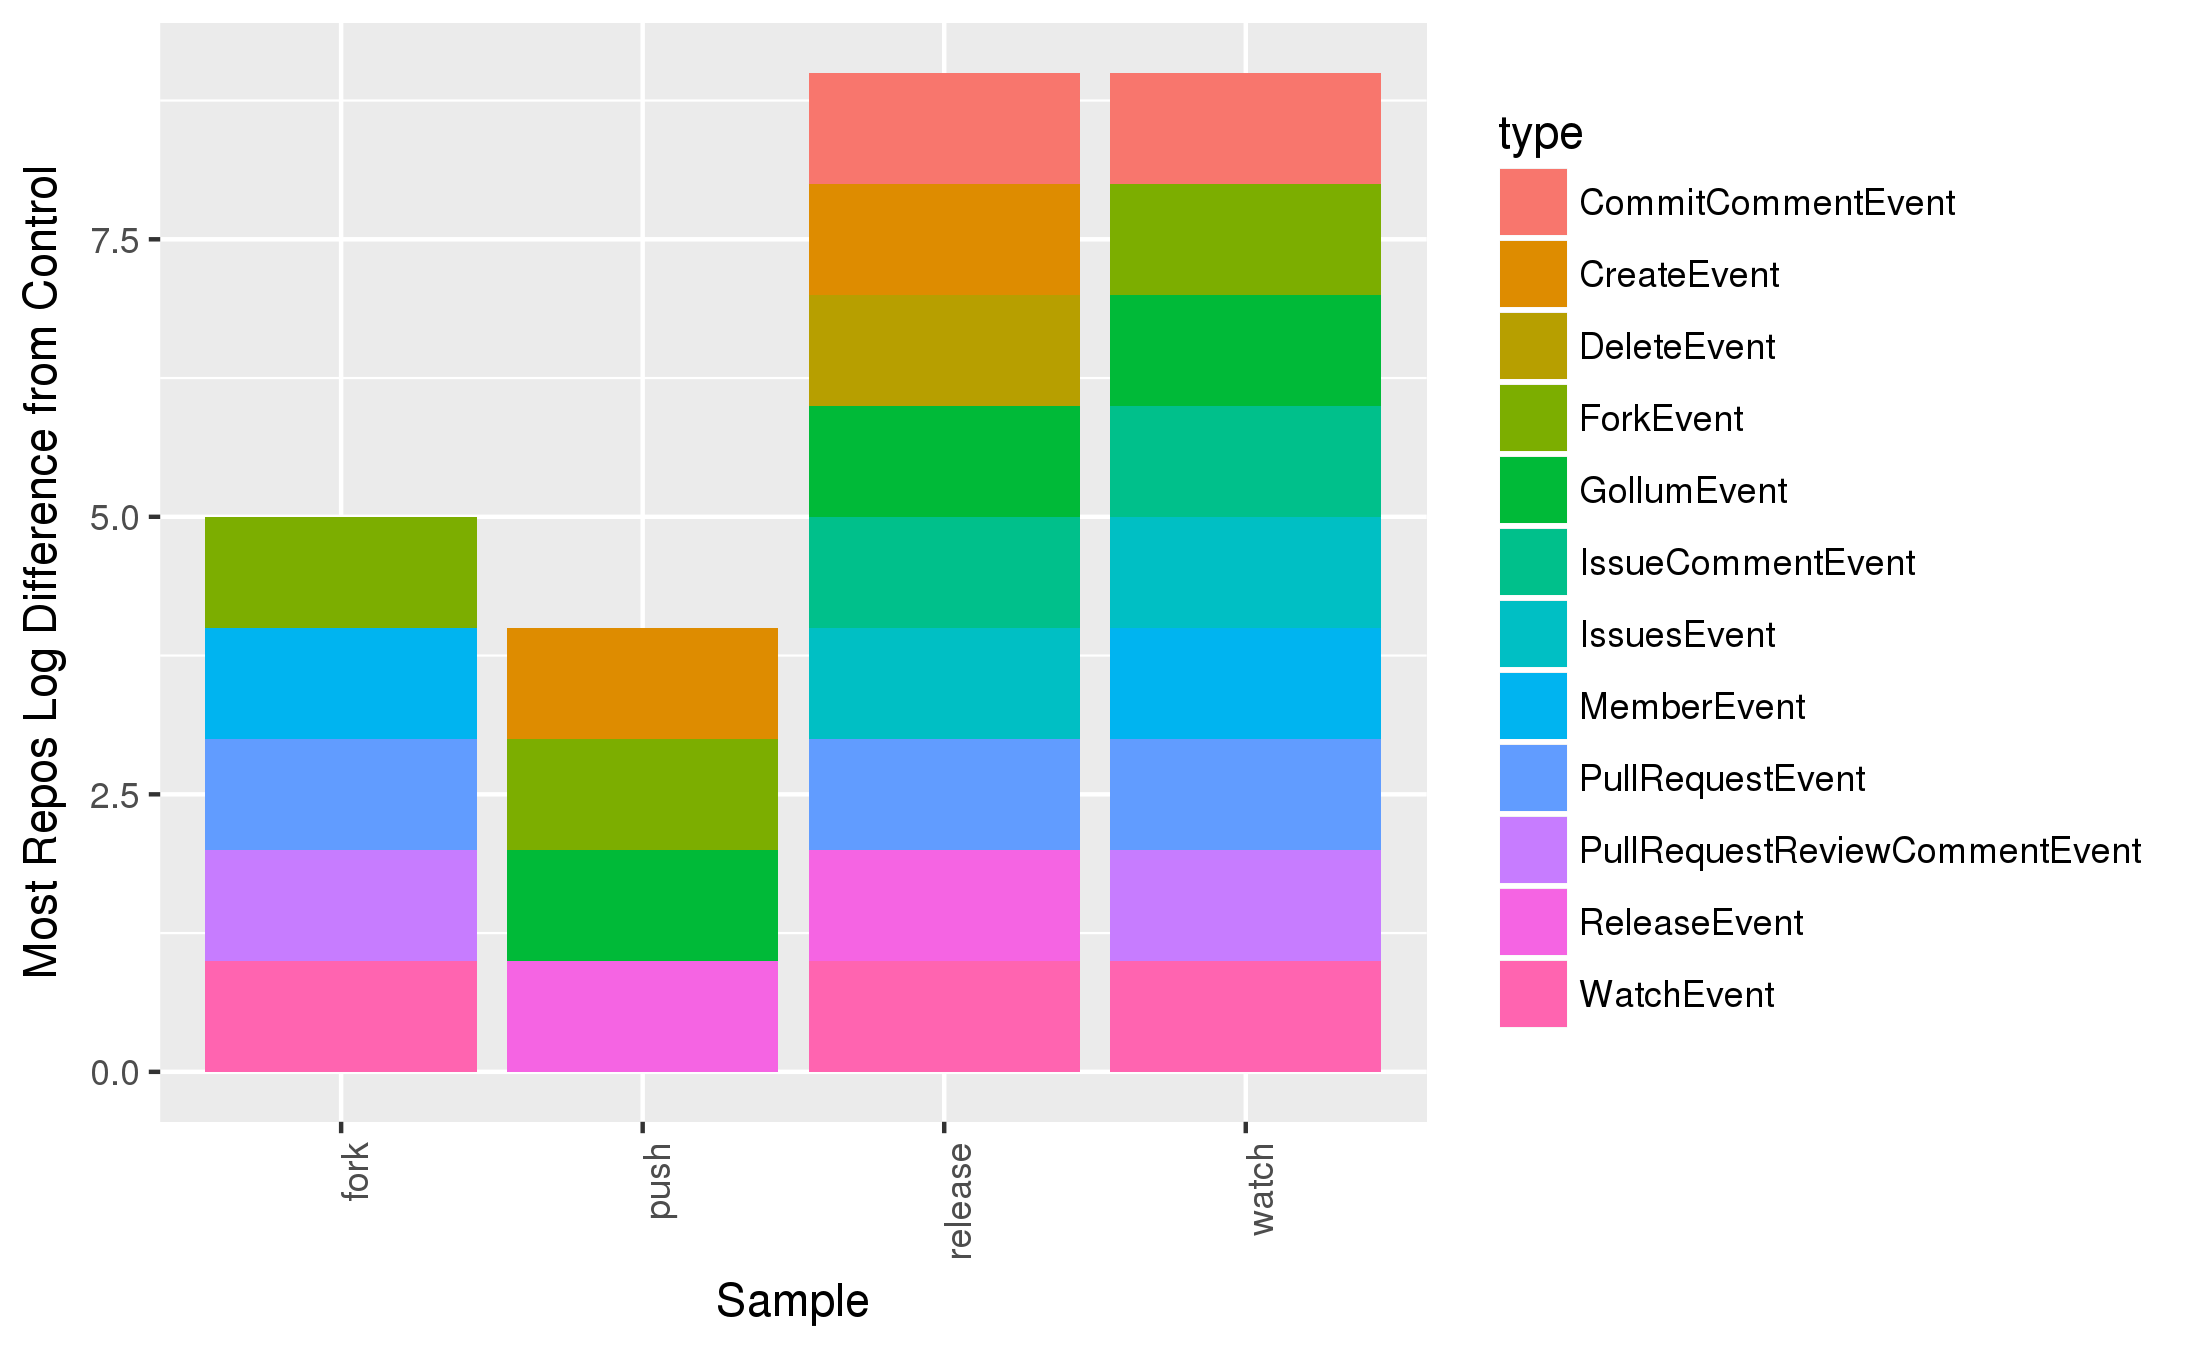 Most Repos Log Difference from Control
7.5
5.0
2.5
0.0
fork
push
release
watch
Sample
type
CommitCommentEvent
CreateEvent
DeleteEvent
ForkEvent
GollumEvent
IssueCommentEvent
IssuesEvent
MemberEvent
PullRequestEvent
PullRequestReviewCommentEvent
ReleaseEvent
WatchEvent